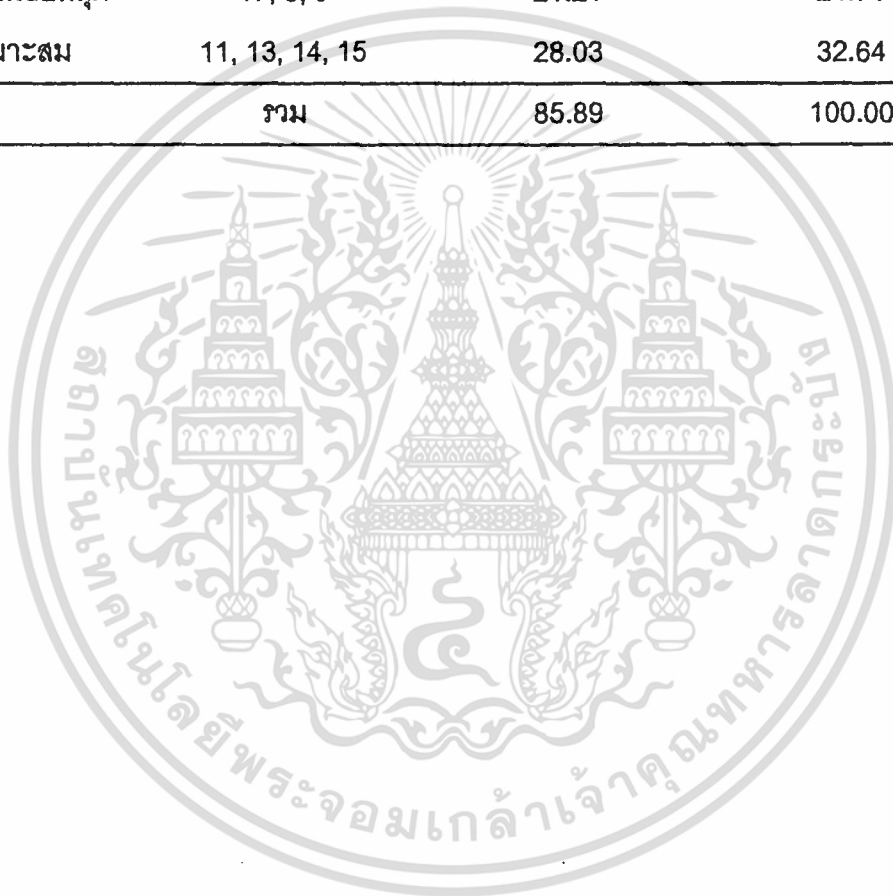 มาะสม 11, 13, 14, 15 28.03 32.64
รวม 85.89 100.00
สถาบันเทคโนโลยีพระจอมเกล้าเจ้าคุณทหารลาดกระบัง
๔